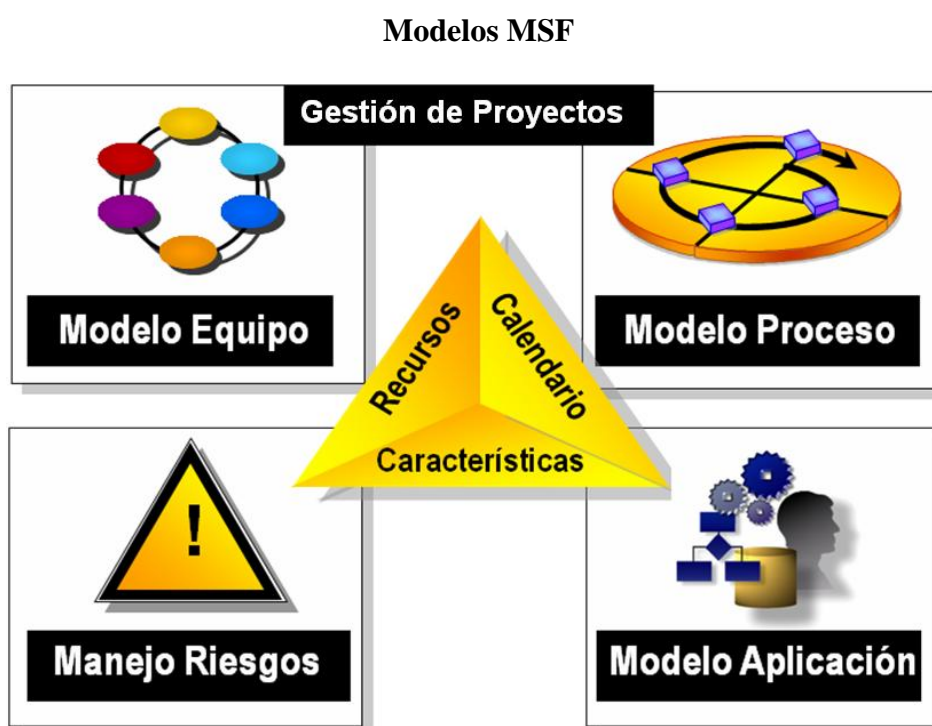 Modelos MSF
Gestión de Proyectos
Modelo Equipo
Modelo Proceso
Recursos
Calendario
Características
!
Manejo Riesgos
Modelo Aplicación